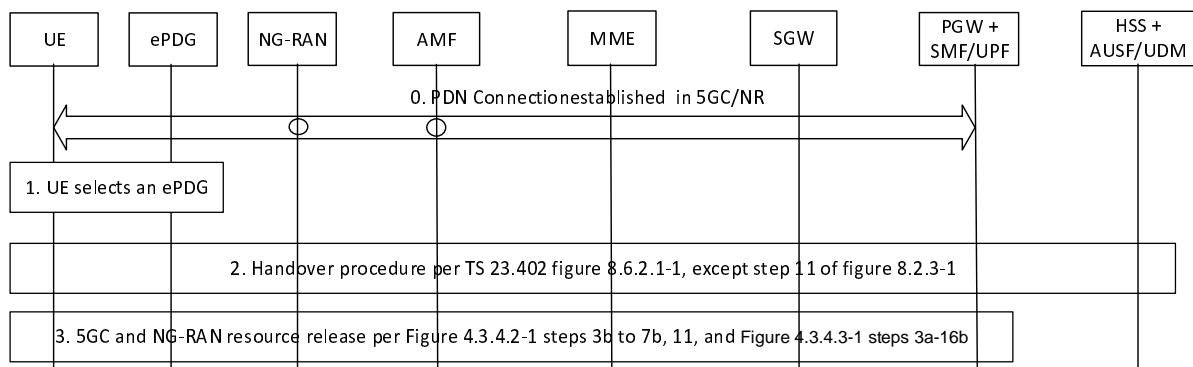 UE
ePDG
NG-RAN
AMF
MME
SGW
PGW +
SMF/UPF
HSS +
AUSF/UDM
0. PDN Connectionestablished in 5GC/NR
1. UE selects an ePDG
2. Handover procedure per TS 23.402 figure 8.6.2.1-1, except step 11 of figure 8.2.3-1
3. 5GC and NG-RAN resource release per Figure 4.3.4.2-1 steps 3b to 7b, 11, and Figure 4.3.4.3-1 steps 3a-16b